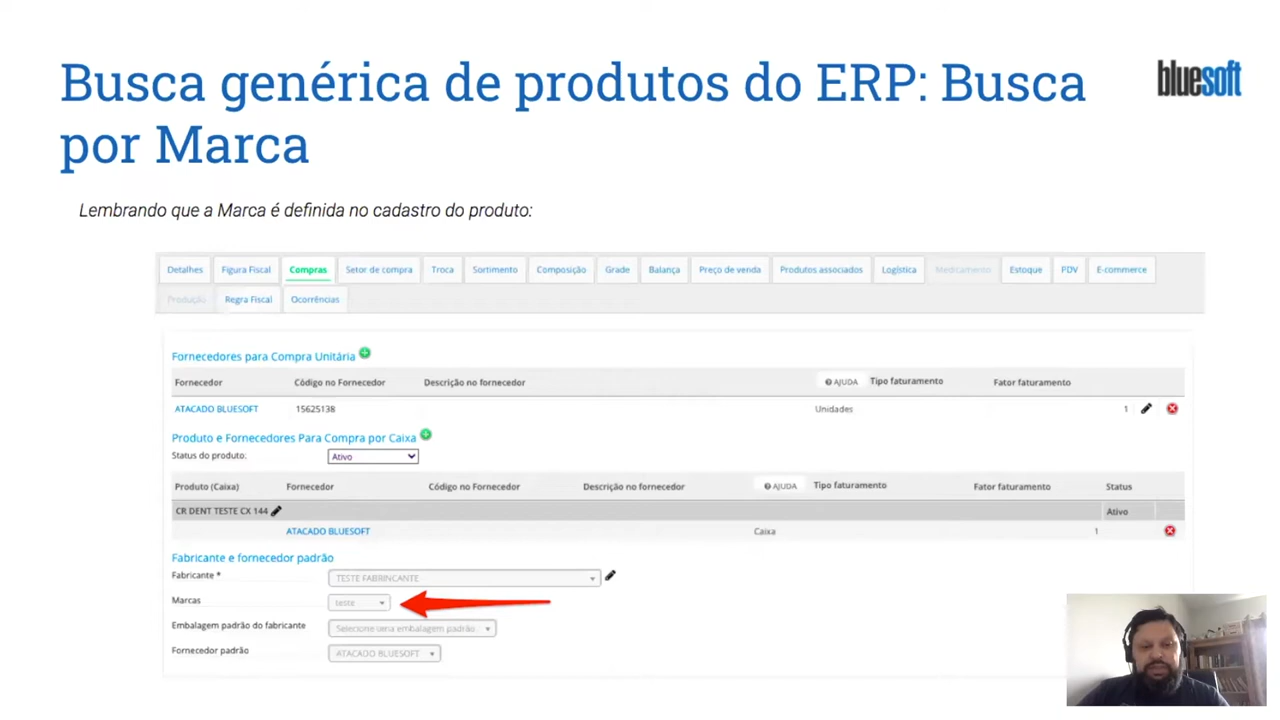 Busca genérica de produtos do ERP: Busca
por Marca
bluesoft
Lembrando que a Marca é definida no cadastro do produto:
Detalhes Figura Fiscal Compras Setor de compra Troca Sortimento Composição Grade Balança Preço de venda Produtos associados Logística Medicamento Estoque PDV E-commerce
Produção Regra Fiscal Ocorrências
Fornecedores para Compra Unitária
Fornecedor Código no Fornecedor Descrição no fornecedor AJUDA Tipo faturamento Fator faturamento
ATACADO BLUESOFT 15625138 Unidades 1
Produto e Fornecedores Para Compra por Caixa
Status do produto: Ativo
Produto (Caixa) Fornecedor Código no Fornecedor Descrição no fornecedor AJUDA Tipo faturamento Fator faturamento Status
CR DENT TESTE CX 144 Ativo
ATACADO BLUESOFT Caixa 1
Fabricante e fornecedor padrão
Fabricante * TESTE FABRINCANTE
Marcas teste
Embalagem padrão do fabricante Selecione uma embalagem padrão
Fornecedor padrão ATACADO BLUESOFT